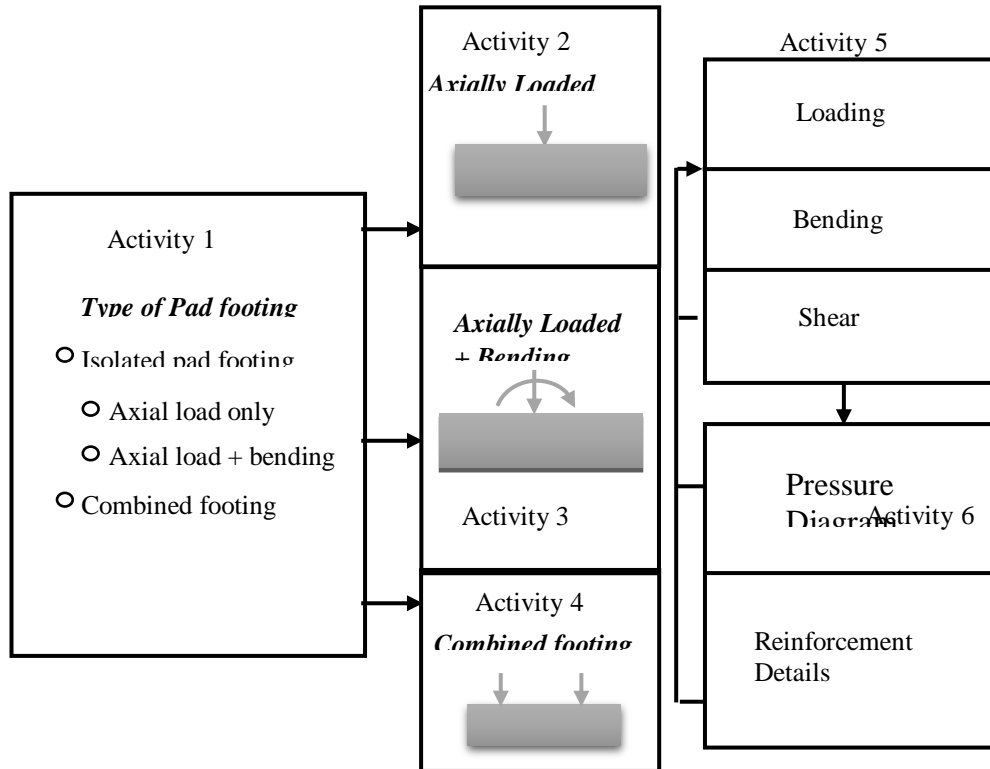 Activity 1
Type of Pad footing
Isolated pad footing
Axial load only
Axial load + bending
Combined footing
Activity 2
Axially Loaded
Axially Loaded
+ Bending
Activity 3
Activity 4
Combined footing
Activity 5
Loading
Bending
Shear
Pressure
Diagram
Activity 6
Reinforcement
Details